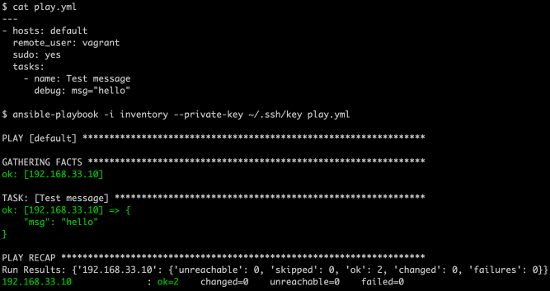 $ cat play.yml
---
- hosts: default
  remote_user: vagrant
  sudo: yes
  tasks:
    - name: Test message
      debug: msg="hello"

$ ansible-playbook -i inventory --private-key ~/.ssh/key play.yml

PLAY [default] ****************************************************************

GATHERING FACTS ***************************************************************
ok: [192.168.33.10]

TASK: [Test message] **********************************************************
ok: [192.168.33.10] => {
    "msg": "hello"
}

PLAY RECAP ********************************************************************
Run Results: {'192.168.33.10': {'unreachable': 0, 'skipped': 0, 'ok': 2, 'changed': 0, 'failures': 0}}
192.168.33.10              : ok=2    changed=0    unreachable=0    failed=0